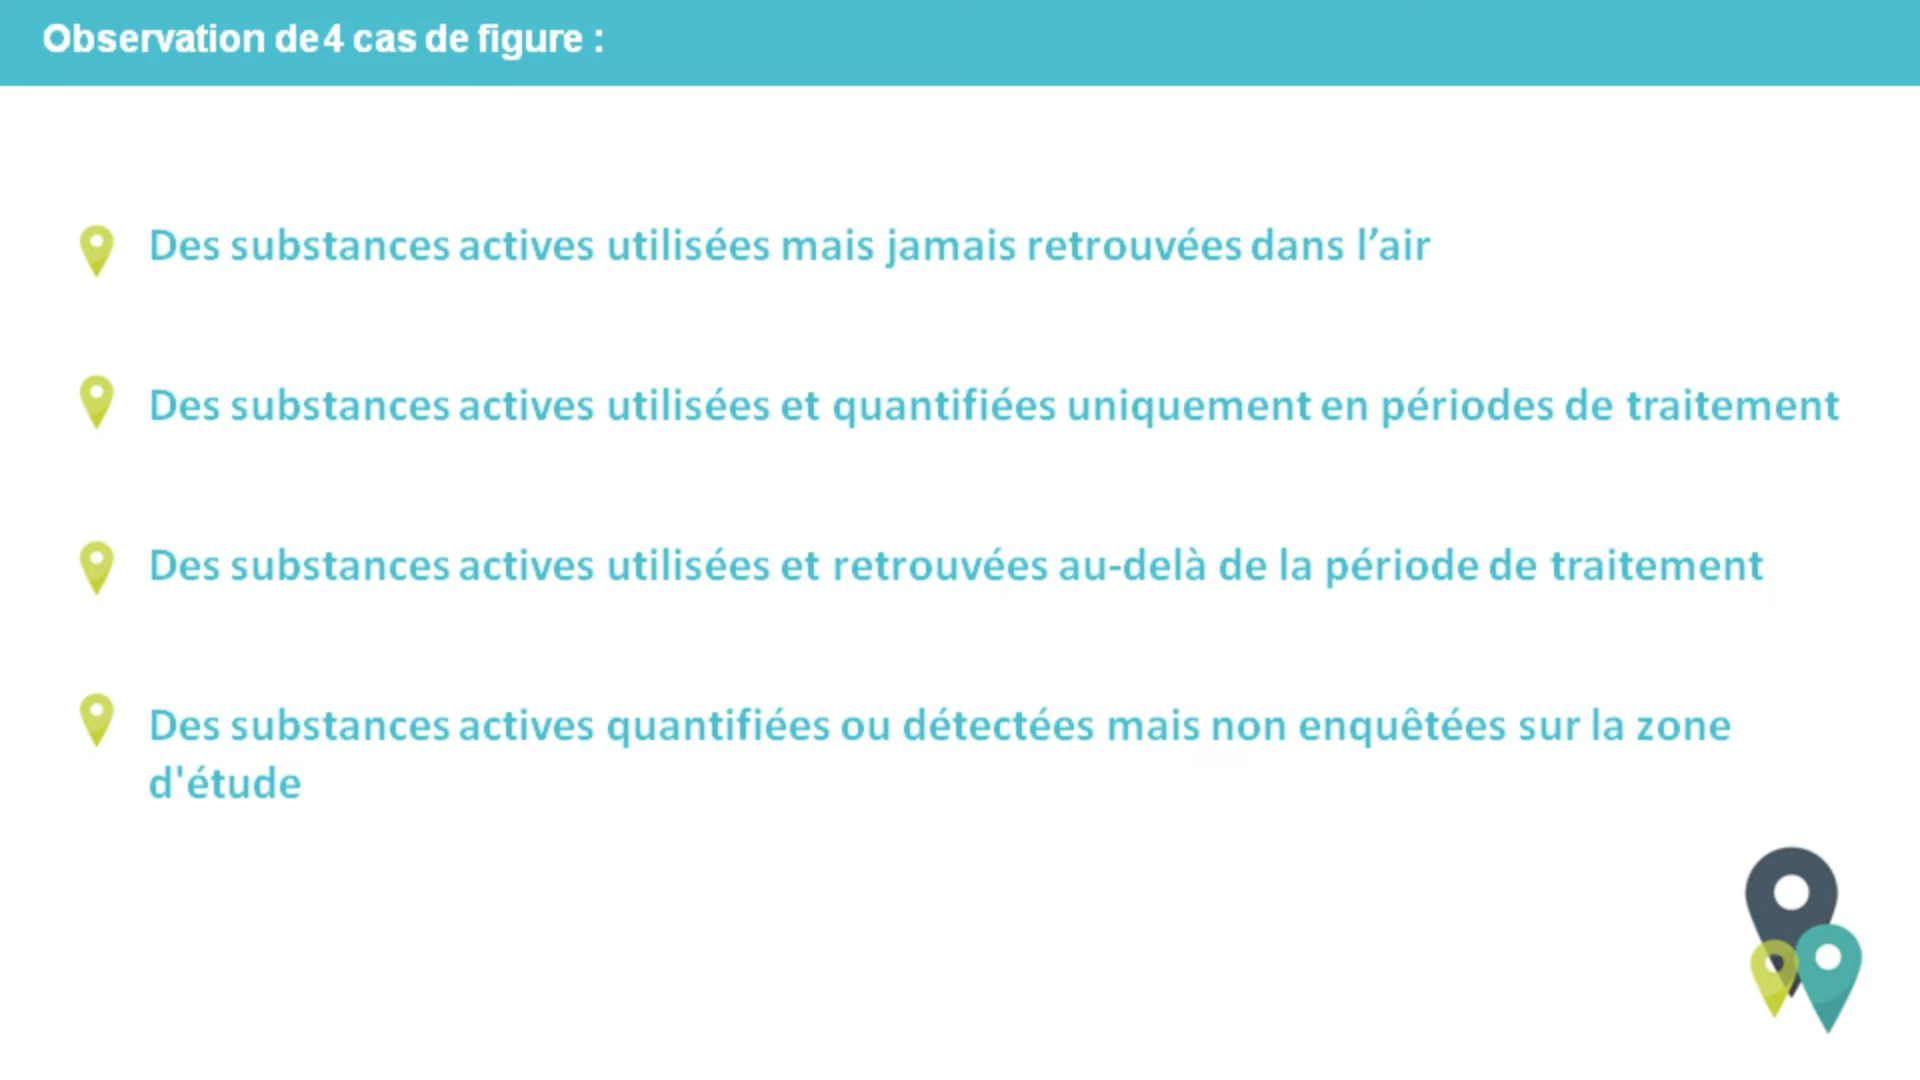 Observation de 4 cas de figure :
Des substances actives utilisées mais jamais retrouvées dans l’air
Des substances actives utilisées et quantifiées uniquement en périodes de traitement
Des substances actives utilisées et retrouvées au-delà de la période de traitement
Des substances actives quantifiées ou détectées mais non enquêtées sur la zone
d'étude